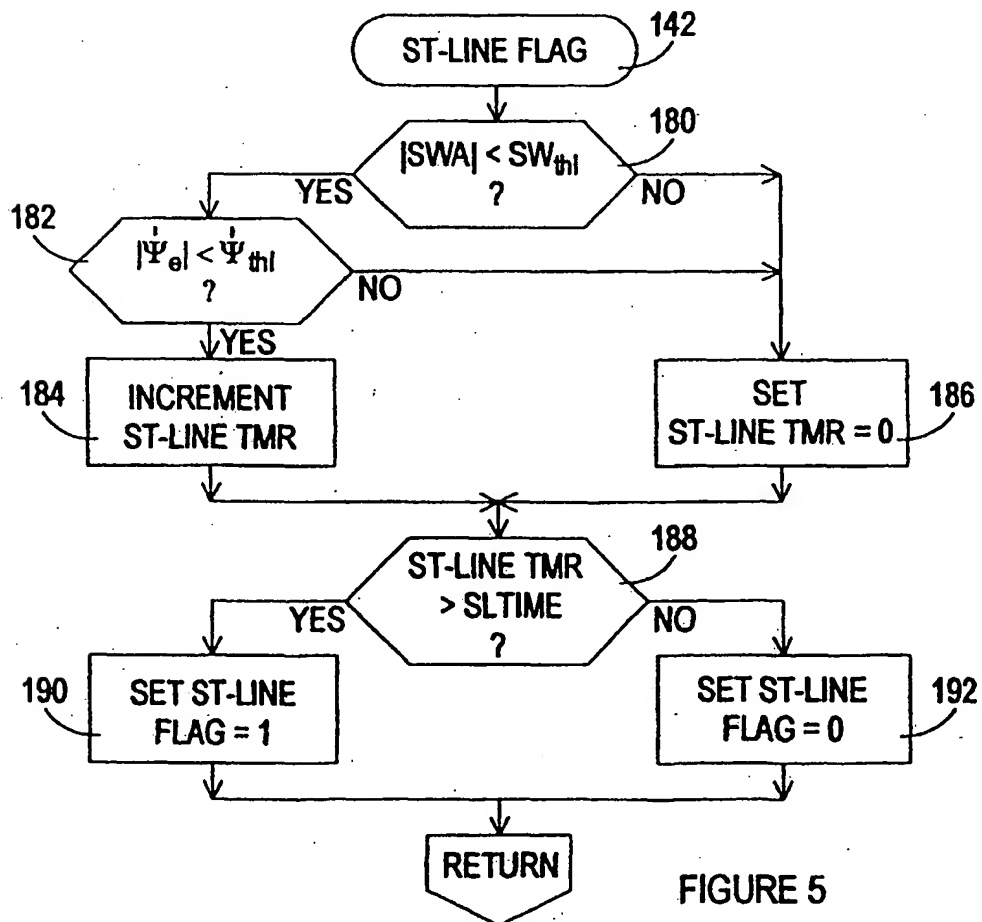 ST-LINE FLAG
142
|SWA| < SW_thl
?
180
YES
NO
182
|Ψ̇_e| < Ψ̇_thl
?
NO
YES
184
INCREMENT
ST-LINE TMR
SET
ST-LINE TMR = 0
186
ST-LINE TMR
> SLTIME
?
188
YES
NO
190
SET ST-LINE
FLAG = 1
SET ST-LINE
FLAG = 0
192
RETURN
FIGURE 5